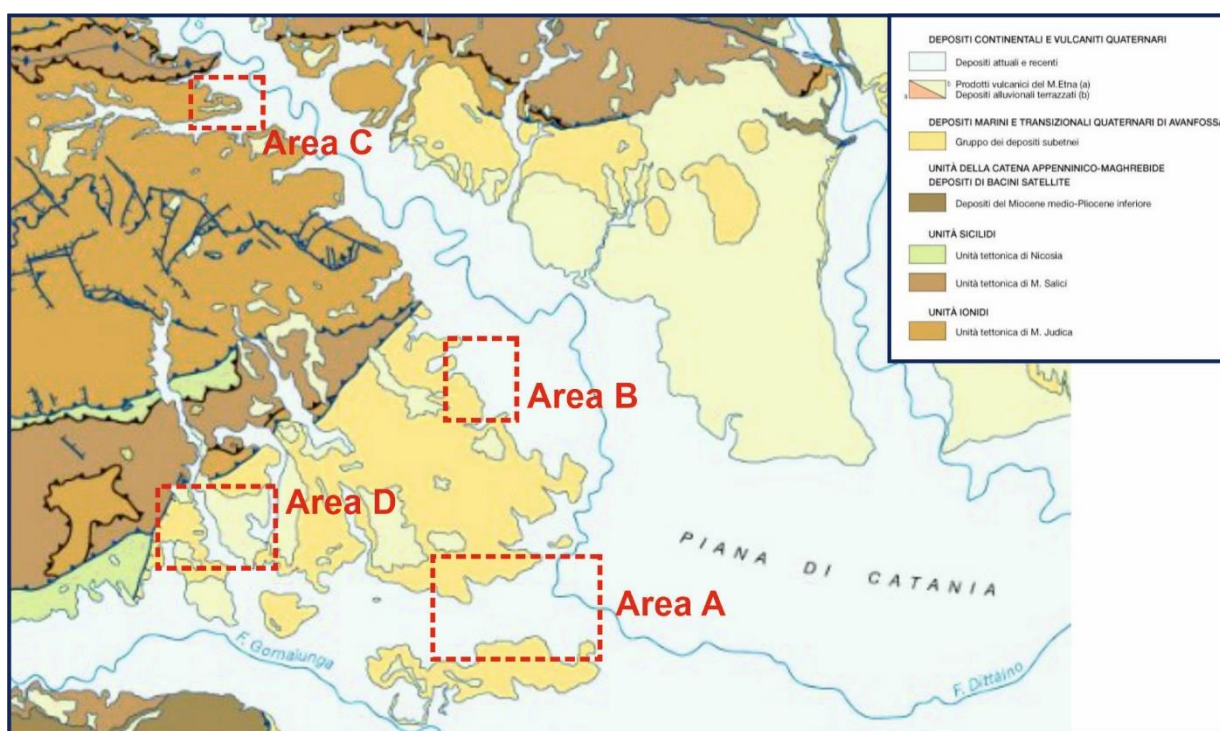 DEPOSITI CONTINENTALI E VULCANITI QUATERNARI
Depositi attuali e recenti
a
b
Prodotti vulcanici del M.Etna (a)
Depositi alluvionali terrazzati (b)
DEPOSITI MARINI E TRANSIZIONALI QUATERNARI DI AVANFOSSA
Gruppo dei depositi subetnei
UNITÀ DELLA CATENA APPENNINICO-MAGHREBIDE
DEPOSITI DI BACINI SATELLITE
Depositi del Miocene medio-Pliocene inferiore
UNITÀ SICILIDI
Unità tettonica di Nicosia
Unità tettonica di M. Salici
UNITÀ IONIDI
Unità tettonica di M. Judica
Area C
Area B
Area D
Area A
PIANA DI CATANIA
F. Gornalunga
F. Dittàino